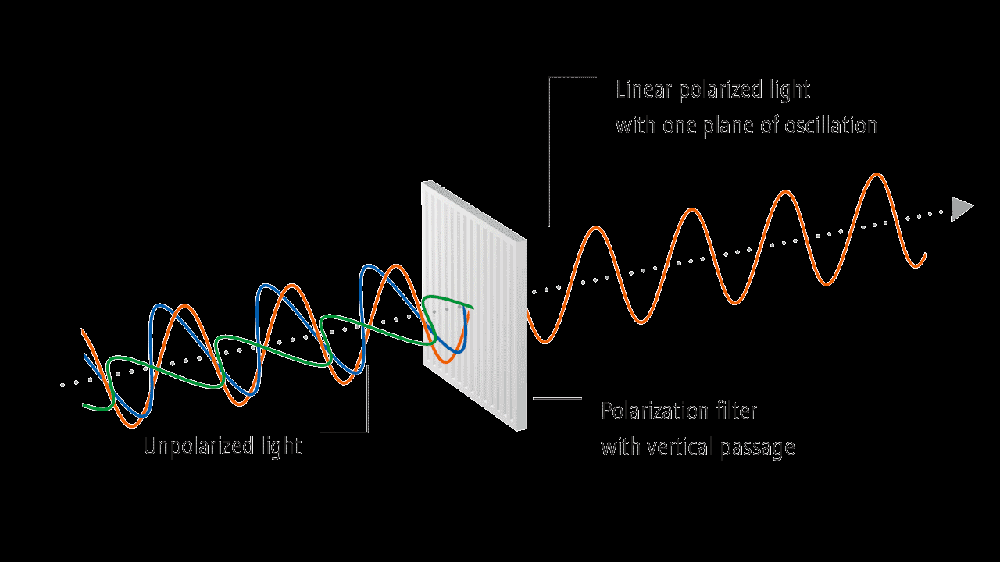 Linear polarized light
with one plane of oscillation
Unpolarized light
Polarization filter
with vertical passage